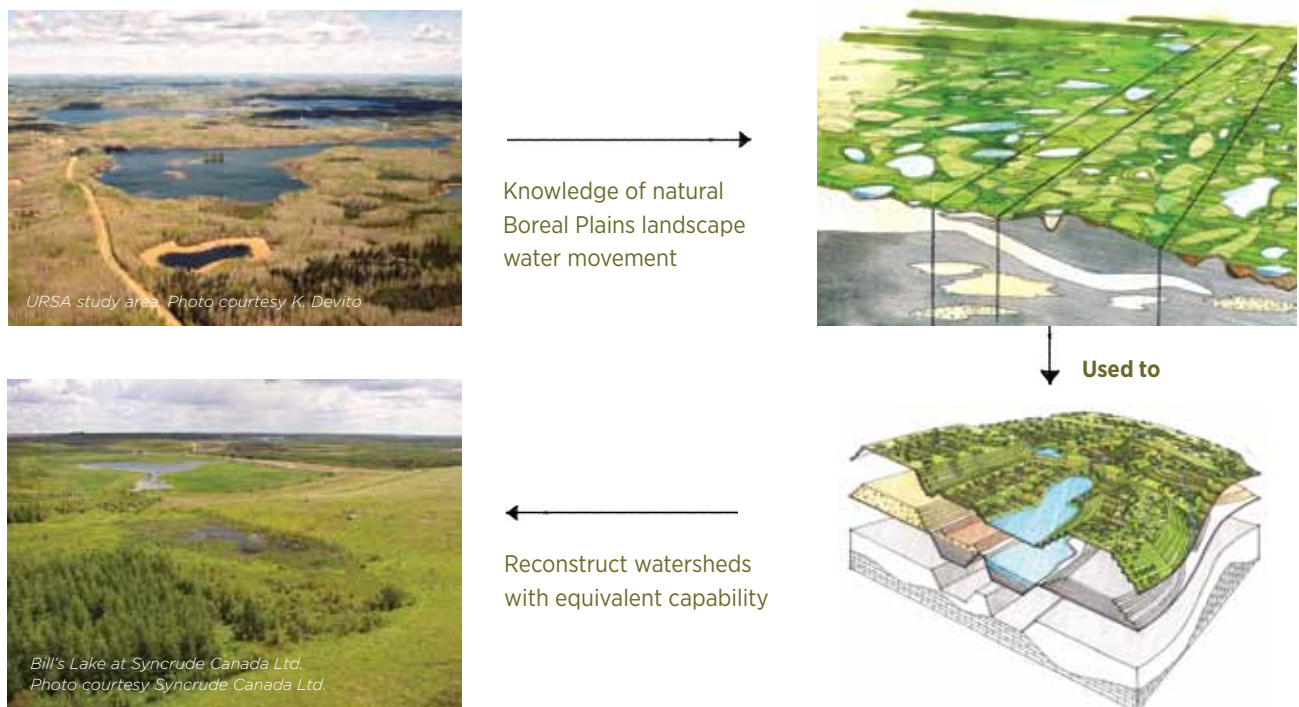 URSA study area. Photo courtesy K. Devito
Knowledge of natural
Boreal Plains landscape
water movement
Used to
Reconstruct watersheds
with equivalent capability
Bill's Lake at Syncrude Canada Ltd.
Photo courtesy Syncrude Canada Ltd.